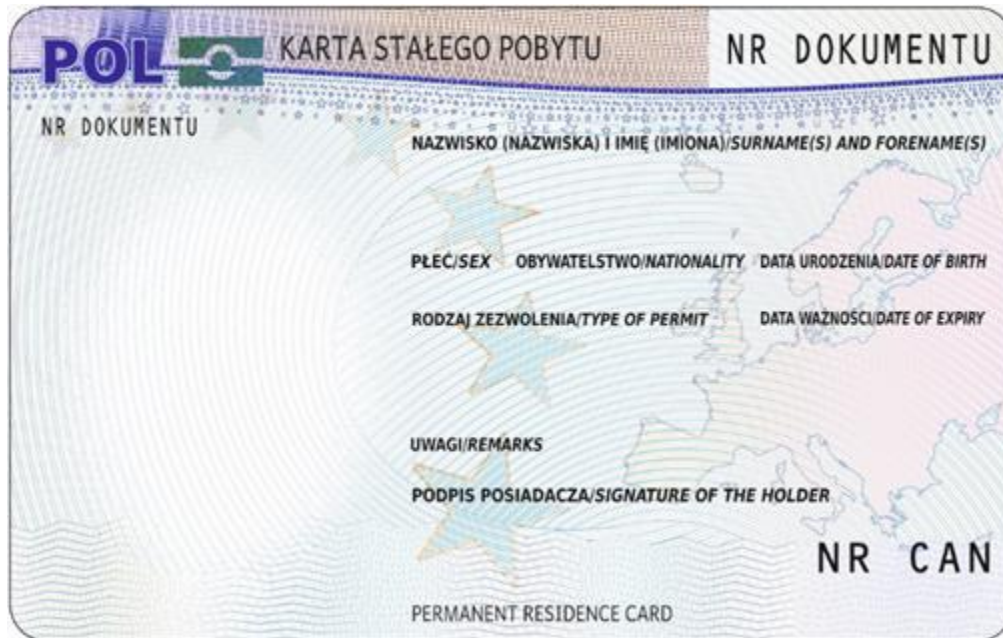 POL KARTA STAŁEGO POBYTU NR DOKUMENTU
NR DOKUMENTU
NAZWISKO (NAZWISKA) I IMIĘ (IMIONA)/SURNAME(S) AND FORENAME(S)
PŁEĆ/SEX OBYWATELSTWO/NATIONALITY DATA URODZENIA/DATE OF BIRTH
RODZAJ ZEZWOLENIA/TYPE OF PERMIT DATA WAŻNOŚCI/DATE OF EXPIRY
UWAGI/REMARKS
PODPIS POSIADACZA/SIGNATURE OF THE HOLDER
NR CAN
PERMANENT RESIDENCE CARD